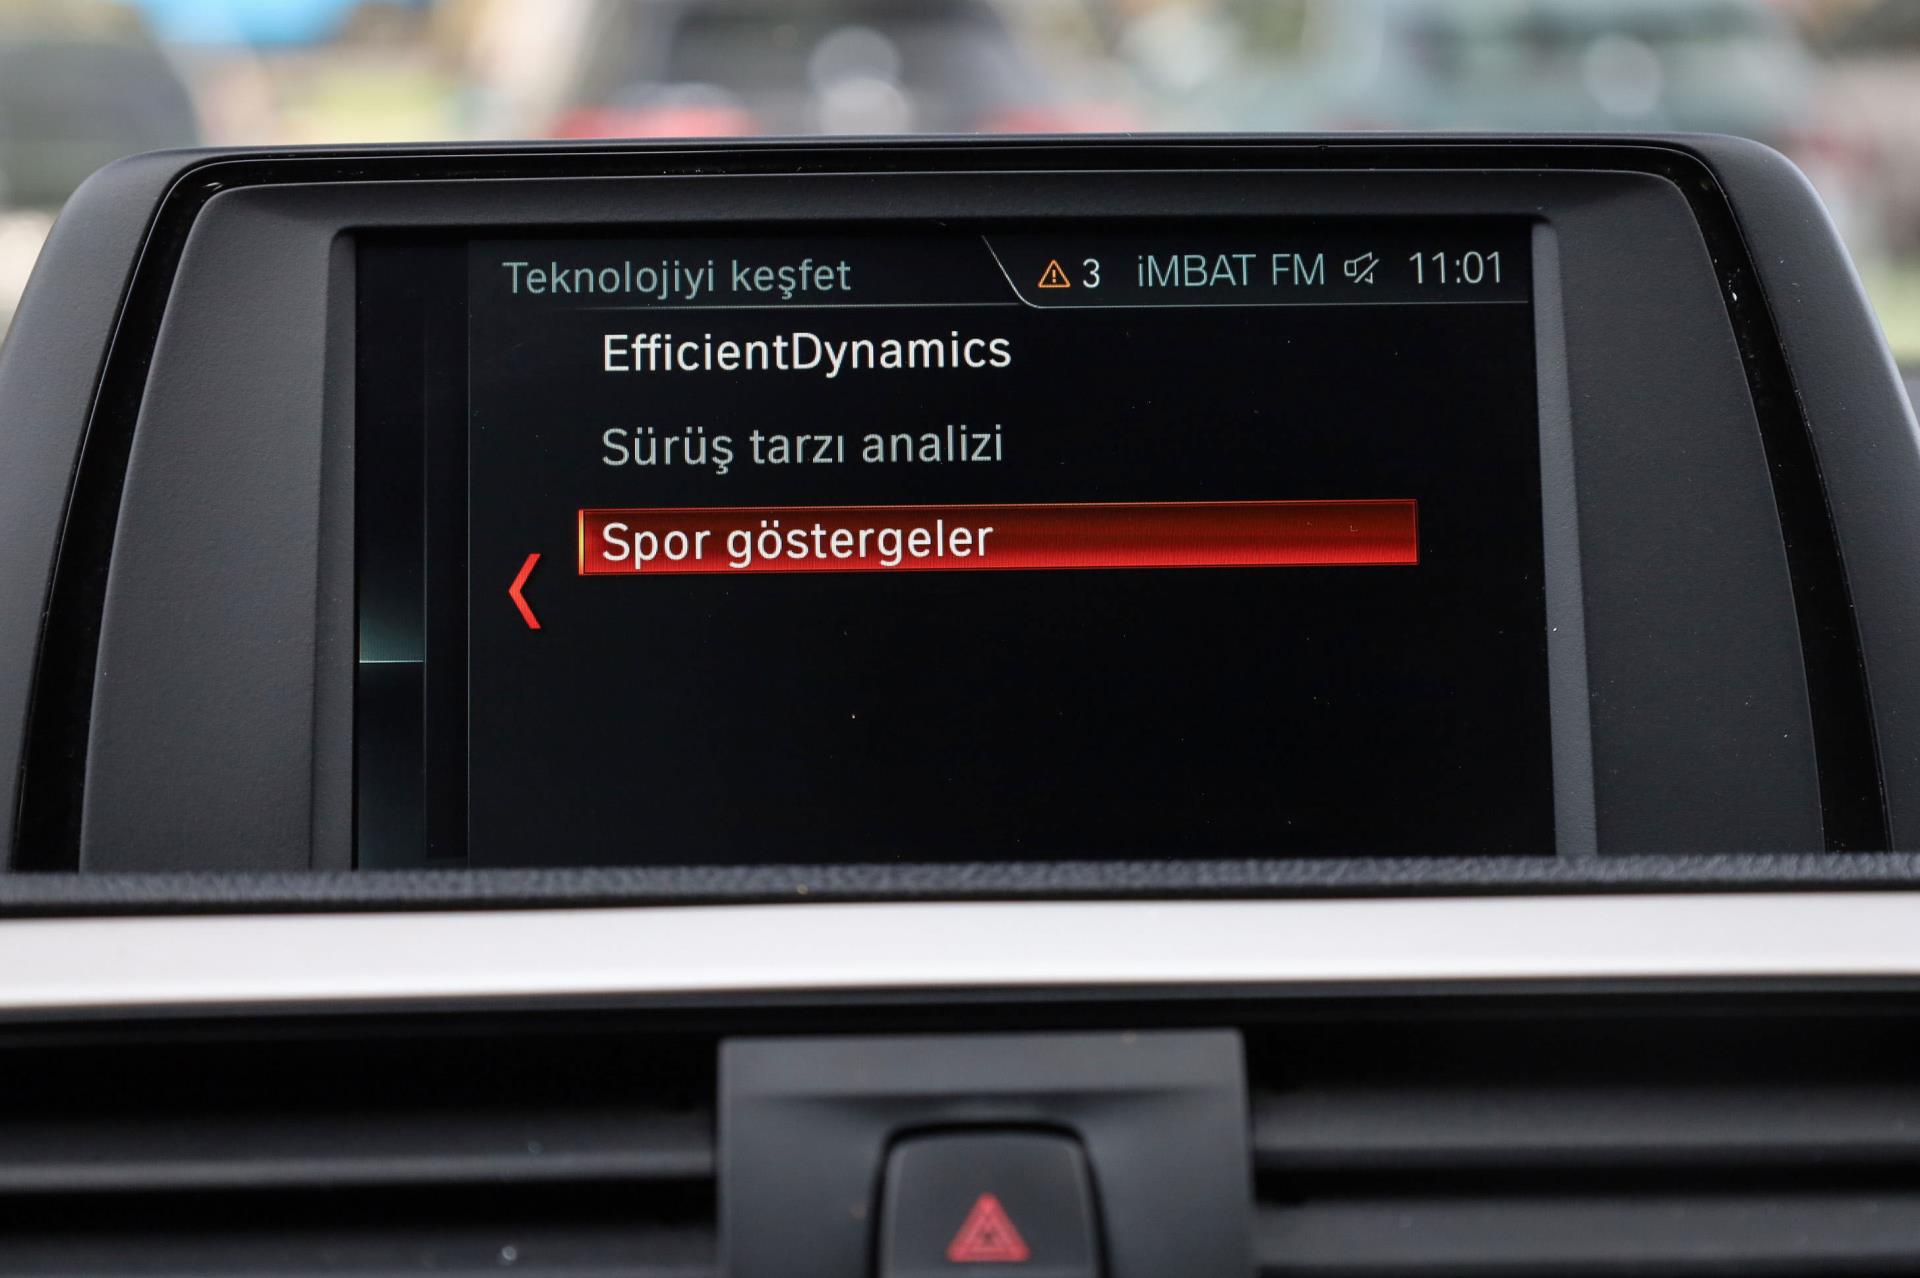 Teknolojiyi keşfet 3 iMBAT FM 11:01
EfficientDynamics
Sürüş tarzı analizi
Spor göstergeler